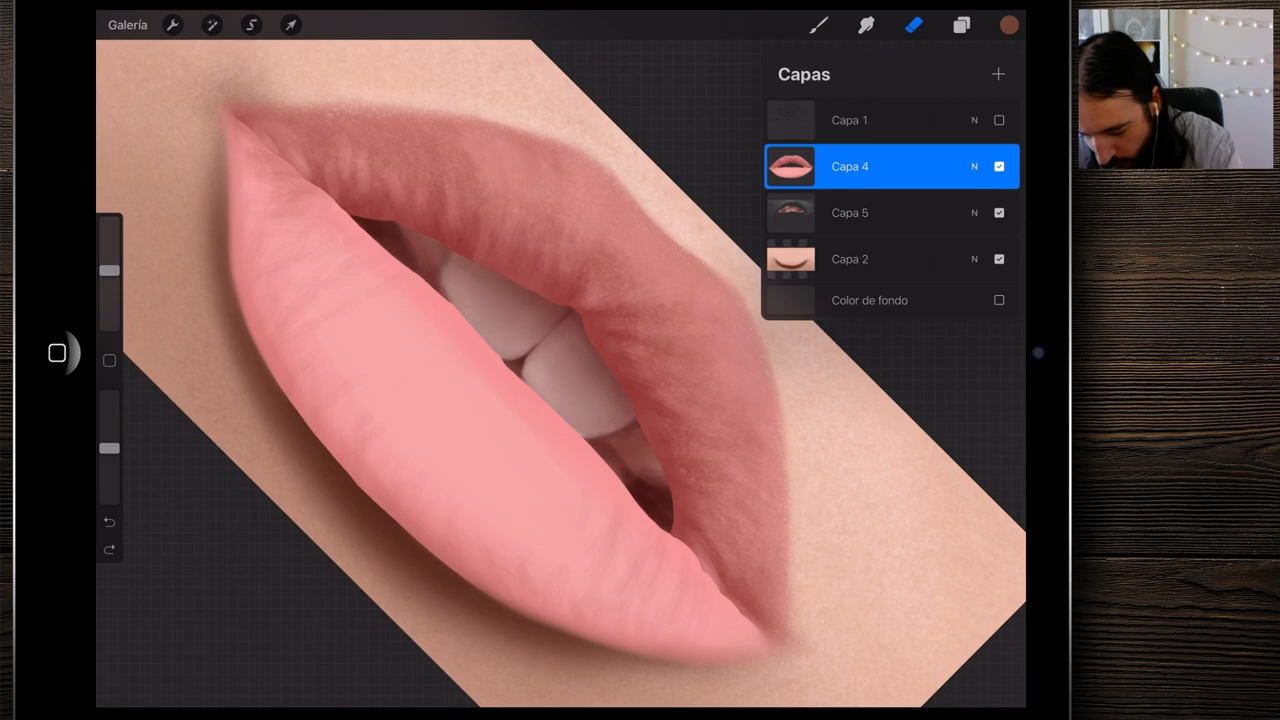 Galería
Capas
Capa 1 N
Capa 4 N
Capa 5 N
Capa 2 N
Color de fondo